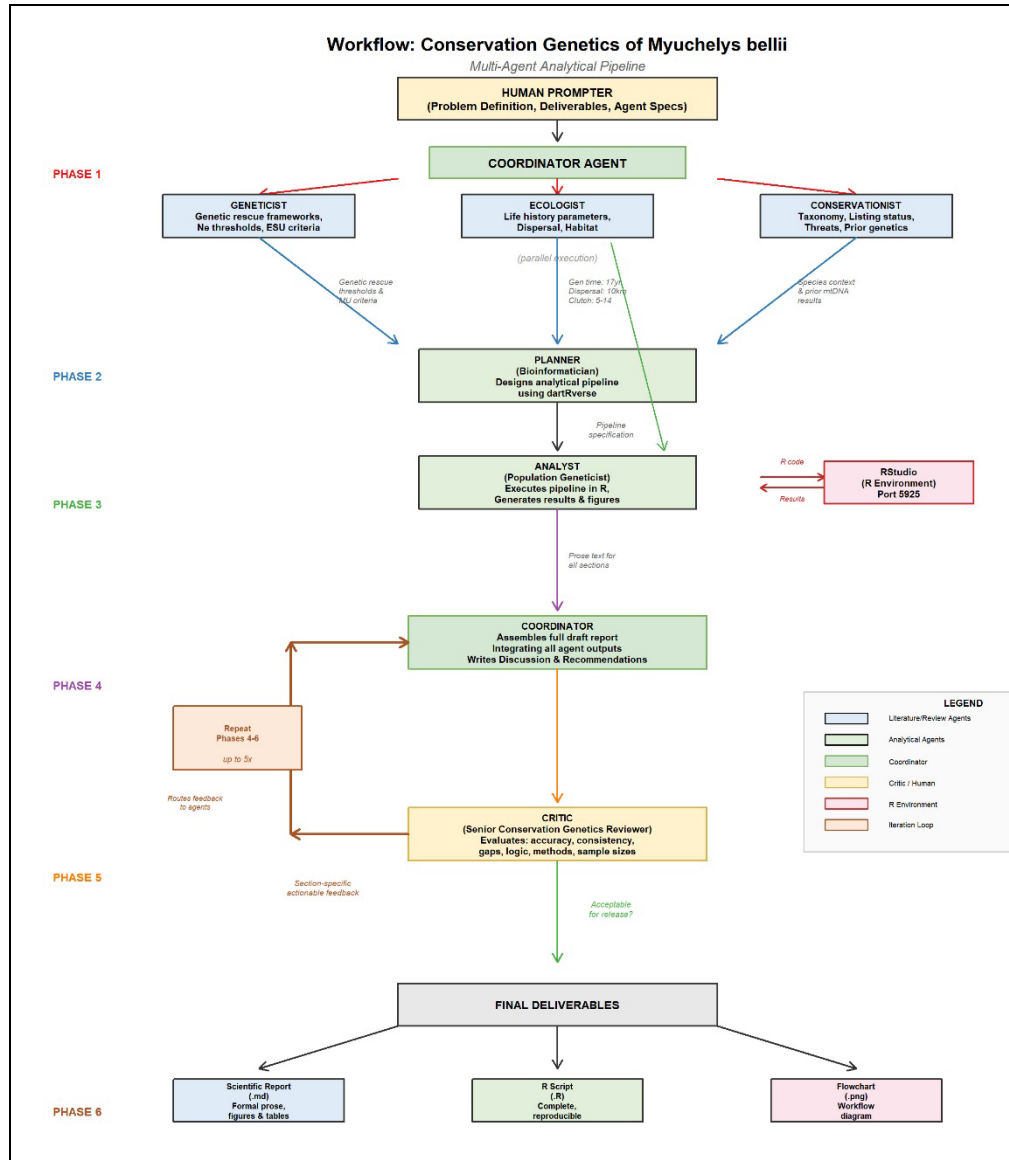 Workflow: Conservation Genetics of Myuchelys bellii
Multi-Agent Analytical Pipeline
HUMAN PROMPTER
(Problem Definition, Deliverables, Agent Specs)
PHASE 1
COORDINATOR AGENT
GENETICIST
Genetic rescue frameworks,
Ne thresholds, ESU criteria
ECOLOGIST
Life history parameters,
Dispersal, Habitat
CONSERVATIONIST
Taxonomy, Listing status,
Threats, Prior genetics
(parallel execution)
Genetic rescue
thresholds &
MU criteria
Gen time: 17yr
Dispersal: 10km
Clutch: 5-14
Species context
& prior mtDNA
results
PHASE 2
PLANNER
(Bioinformatician)
Designs analytical pipeline
using dartRverse
Pipeline
specification
PHASE 3
ANALYST
(Population Geneticist)
Executes pipeline in R,
Generates results & figures
R code
Results
RStudio
(R Environment)
Port 5925
Prose text for
all sections
PHASE 4
COORDINATOR
Assembles full draft report
Integrating all agent outputs
Writes Discussion & Recommendations
Repeat
Phases 4-6
up to 5x
Routes feedback
to agents
LEGEND
Literature/Review Agents
Analytical Agents
Coordinator
Critic / Human
R Environment
Iteration Loop
PHASE 5
CRITIC
(Senior Conservation Genetics Reviewer)
Evaluates: accuracy, consistency,
gaps, logic, methods, sample sizes
Section-specific
actionable feedback
Acceptable
for release?
FINAL DELIVERABLES
PHASE 6
Scientific Report
(.md)
Formal prose,
figures & tables
R Script
(.R)
Complete,
reproducible
Flowchart
(.png)
Workflow
diagram